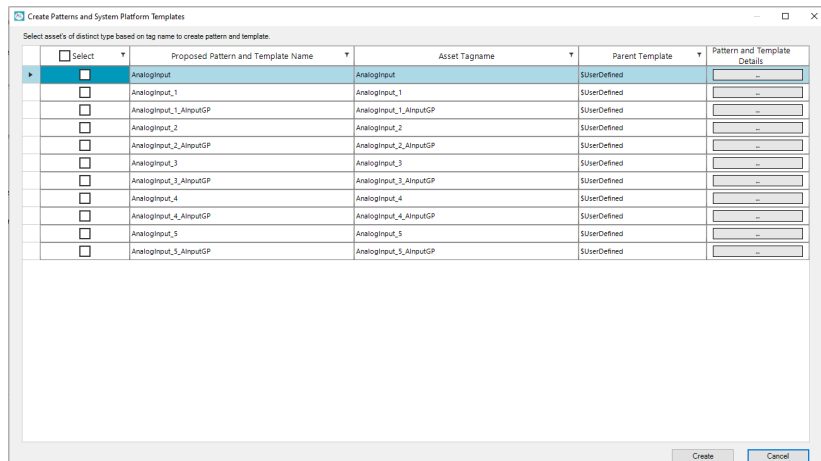 Create Patterns and System Platform Templates
Select asset's of distinct type based on tag name to create pattern and template.
Select Proposed Pattern and Template Name Asset Tagname Parent Template Pattern and Template Details
AnalogInput AnalogInput $UserDefined ...
AnalogInput_1 AnalogInput_1 $UserDefined ...
AnalogInput_1_AInputGP AnalogInput_1_AInputGP $UserDefined ...
AnalogInput_2 AnalogInput_2 $UserDefined ...
AnalogInput_2_AInputGP AnalogInput_2_AInputGP $UserDefined ...
AnalogInput_3 AnalogInput_3 $UserDefined ...
AnalogInput_3_AInputGP AnalogInput_3_AInputGP $UserDefined ...
AnalogInput_4 AnalogInput_4 $UserDefined ...
AnalogInput_4_AInputGP AnalogInput_4_AInputGP $UserDefined ...
AnalogInput_5 AnalogInput_5 $UserDefined ...
AnalogInput_5_AInputGP AnalogInput_5_AInputGP $UserDefined ...
Create Cancel